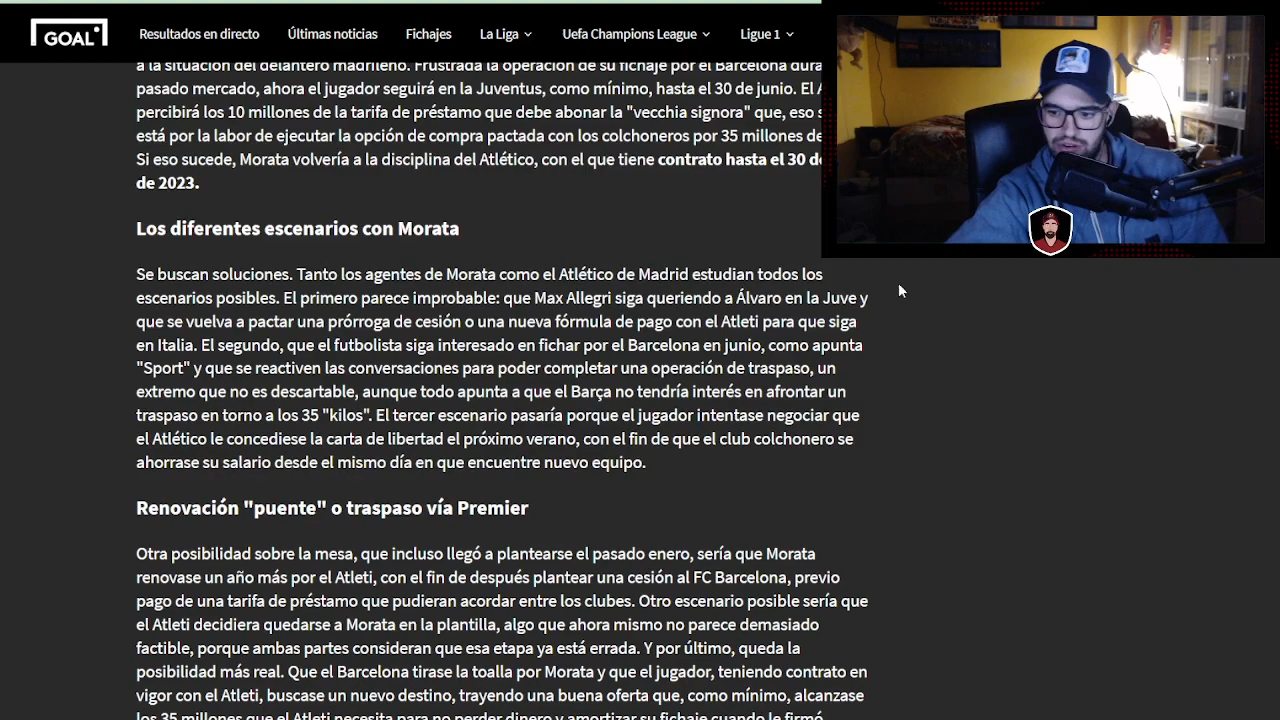 GOAL
Resultados en directo
Últimas noticias
Fichajes
La Liga
Uefa Champions League
Ligue 1
a la situación del delantero madrileño. Frustrada la operación de su fichaje por el Barcelona
pasado mercado, ahora el jugador seguirá en la Juventus, como mínimo, hasta el 30 de junio. El
percibirá los 10 millones de la tarifa de préstamo que debe abonar la "vecchia signora" que, eso
está por la labor de ejecutar la opción de compra pactada con los colchoneros por 35 millones
Si eso sucede, Morata volvería a la disciplina del Atlético, con el que tiene contrato hasta el 30
de 2023.
Los diferentes escenarios con Morata
Se buscan soluciones. Tanto los agentes de Morata como el Atlético de Madrid estudian todos los
escenarios posibles. El primero parece improbable: que Max Allegri siga queriendo a Álvaro en la Juve y
que se vuelva a pactar una prórroga de cesión o una nueva fórmula de pago con el Atleti para que siga
en Italia. El segundo, que el futbolista siga interesado en fichar por el Barcelona en junio, como apunta
"Sport" y que se reactiven las conversaciones para poder completar una operación de traspaso, un
extremo que no es descartable, aunque todo apunta a que el Barça no tendría interés en afrontar un
traspaso en torno a los 35 "kilos". El tercer escenario pasaría porque el jugador intentase negociar que
el Atlético le concediese la carta de libertad el próximo verano, con el fin de que el club colchonero se
ahorrase su salario desde el mismo día en que encuentre nuevo equipo.
Renovación "puente" o traspaso vía Premier
Otra posibilidad sobre la mesa, que incluso llegó a plantearse el pasado enero, sería que Morata
renovase un año más por el Atleti, con el fin de después plantear una cesión al FC Barcelona, previo
pago de una tarifa de préstamo que pudieran acordar entre los clubes. Otro escenario posible sería que
el Atleti decidiera quedarse a Morata en la plantilla, algo que ahora mismo no parece demasiado
factible, porque ambas partes consideran que esa etapa ya está errada. Y por último, queda la
posibilidad más real. Que el Barcelona tirase la toalla por Morata y que el jugador, teniendo contrato en
vigor con el Atleti, buscase un nuevo destino, trayendo una buena oferta que, como mínimo, alcanzase
los 35 millones que el Atleti necesita para no perder dinero y amortizar su fichaje cuando le firmó